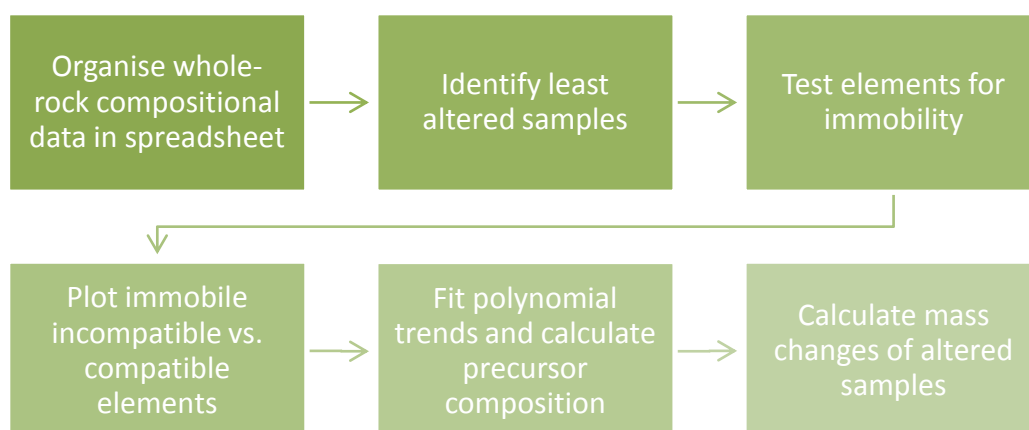 Organise whole-
rock compositional
data in spreadsheet
Identify least
altered samples
Test elements for
immobility
Plot immobile
incompatible vs.
compatible
elements
Fit polynomial
trends and calculate
precursor
composition
Calculate mass
changes of altered
samples